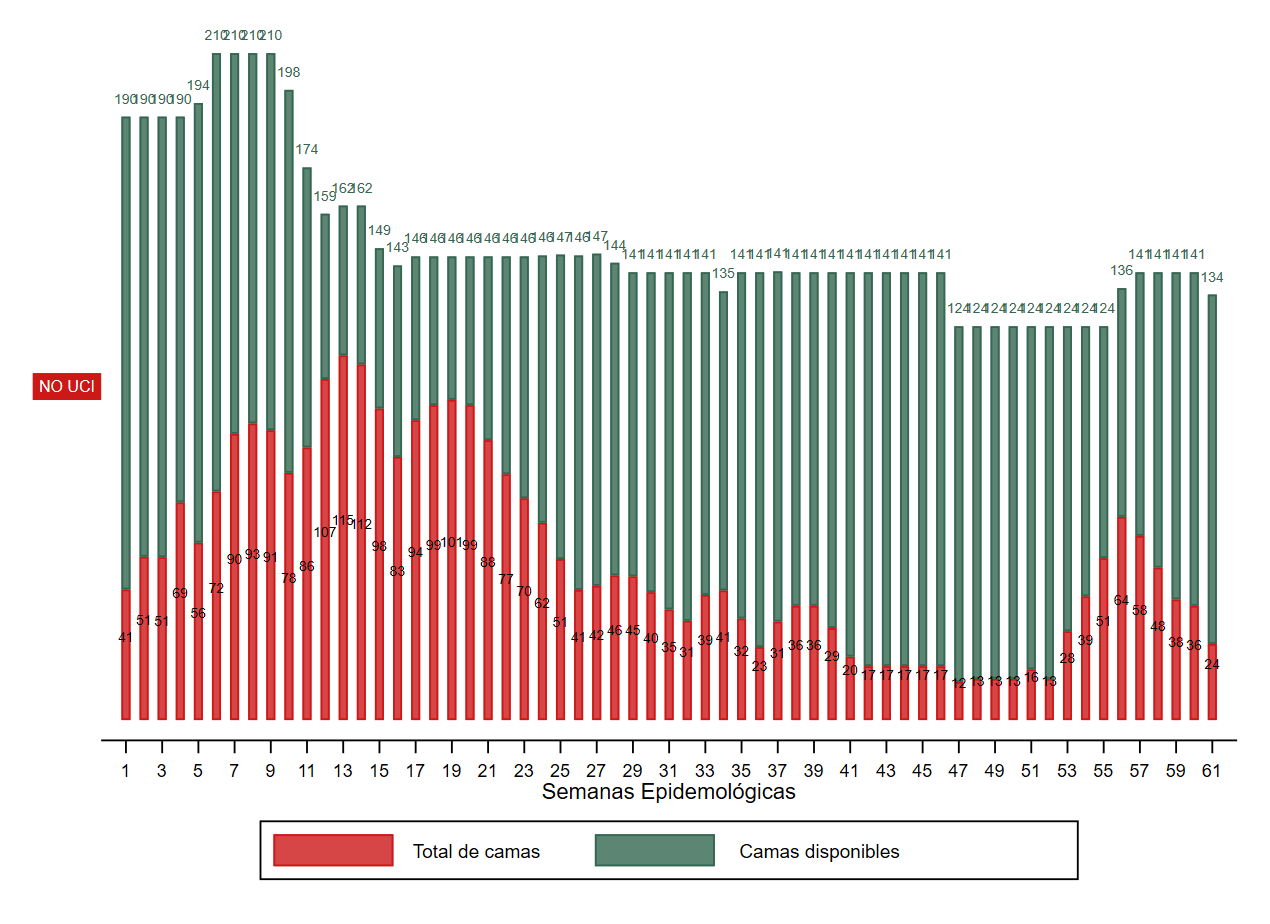 190 190 190 190 194 210 210 210 210 198 174 159 162 162 149 143 146 146 146 146 146 146 146 146 147 146 147 144 141 141 141 141 141 135 141 141 141 141 141 141 141 141 141 141 141 141 124 124 124 124 124 124 124 124 124 136 141 141 141 141 134
NO UCI
41 51 51 69 56 72 90 93 91 78 86 107 115 112 98 83 94 99 101 99 88 77 70 62 51 41 42 46 45 40 35 31 39 41 32 23 31 36 36 29 20 17 17 17 17 17 12 13 13 13 16 13 28 39 51 64 58 48 38 36 24
1 3 5 7 9 11 13 15 17 19 21 23 25 27 29 31 33 35 37 39 41 43 45 47 49 51 53 55 57 59 61
Semanas Epidemológicas
Total de camas Camas disponibles